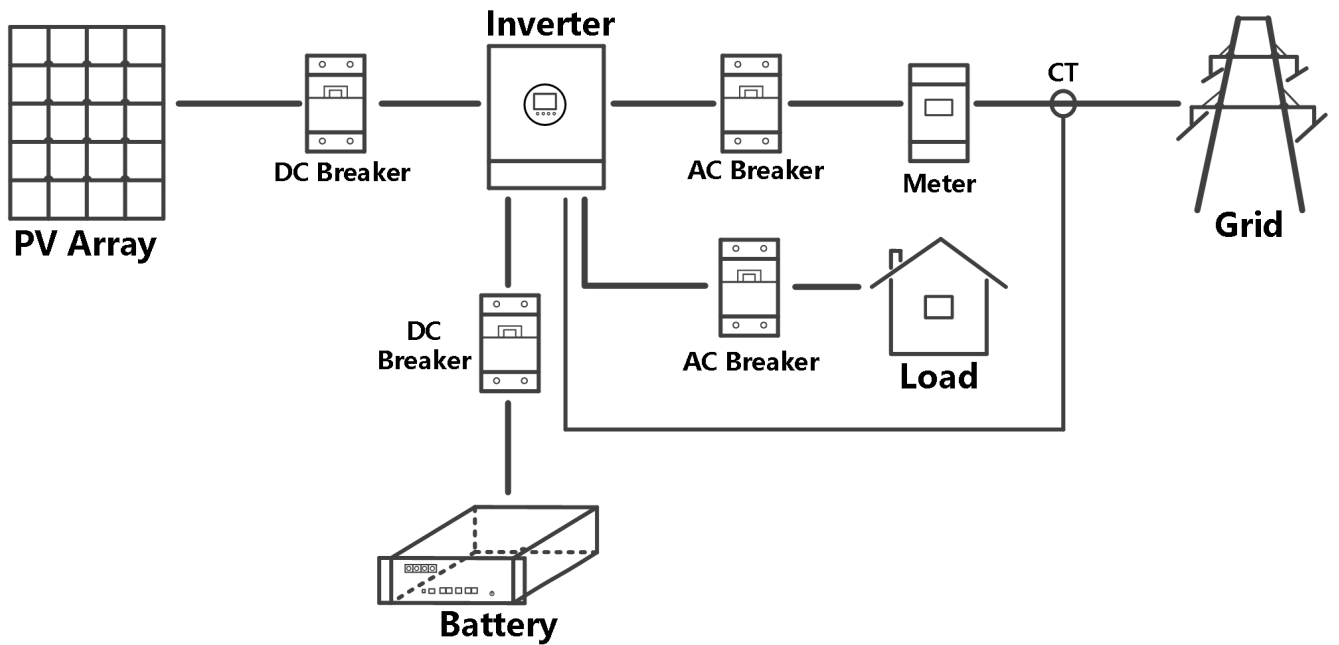 Inverter
CT
DC Breaker
AC Breaker
Meter
PV Array
Grid
DC
Breaker
AC Breaker
Load
Battery